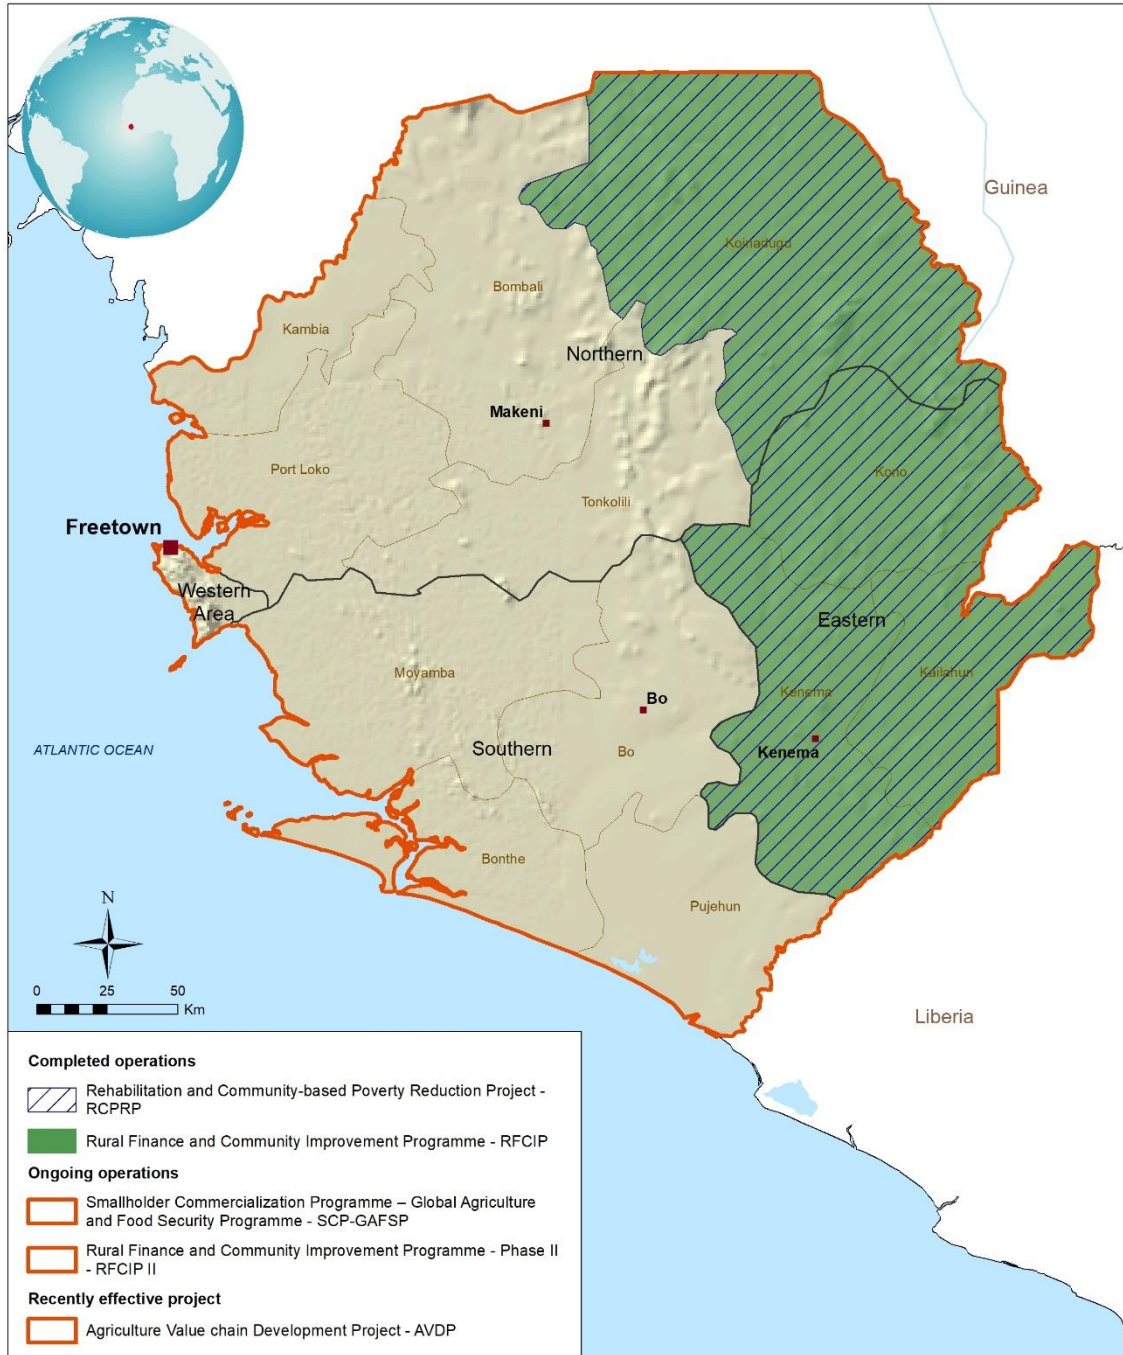 Guinea
Koinadugu
Bombali
Kambia
Northern
Makeni
Port Loko
Kono
Tonkolili
Freetown
Western
Area
Eastern
Moyamba
Kailahun
Kenema
Bo
ATLANTIC OCEAN
Southern
Bo
Kenema
Bonthe
N
Pujehun
0 25 50
Km
Liberia
Completed operations
Rehabilitation and Community-based Poverty Reduction Project -
RCPRP
Rural Finance and Community Improvement Programme - RFCIP
Ongoing operations
Smallholder Commercialization Programme – Global Agriculture
and Food Security Programme - SCP-GAFSP
Rural Finance and Community Improvement Programme - Phase II
- RFCIP II
Recently effective project
Agriculture Value chain Development Project - AVDP